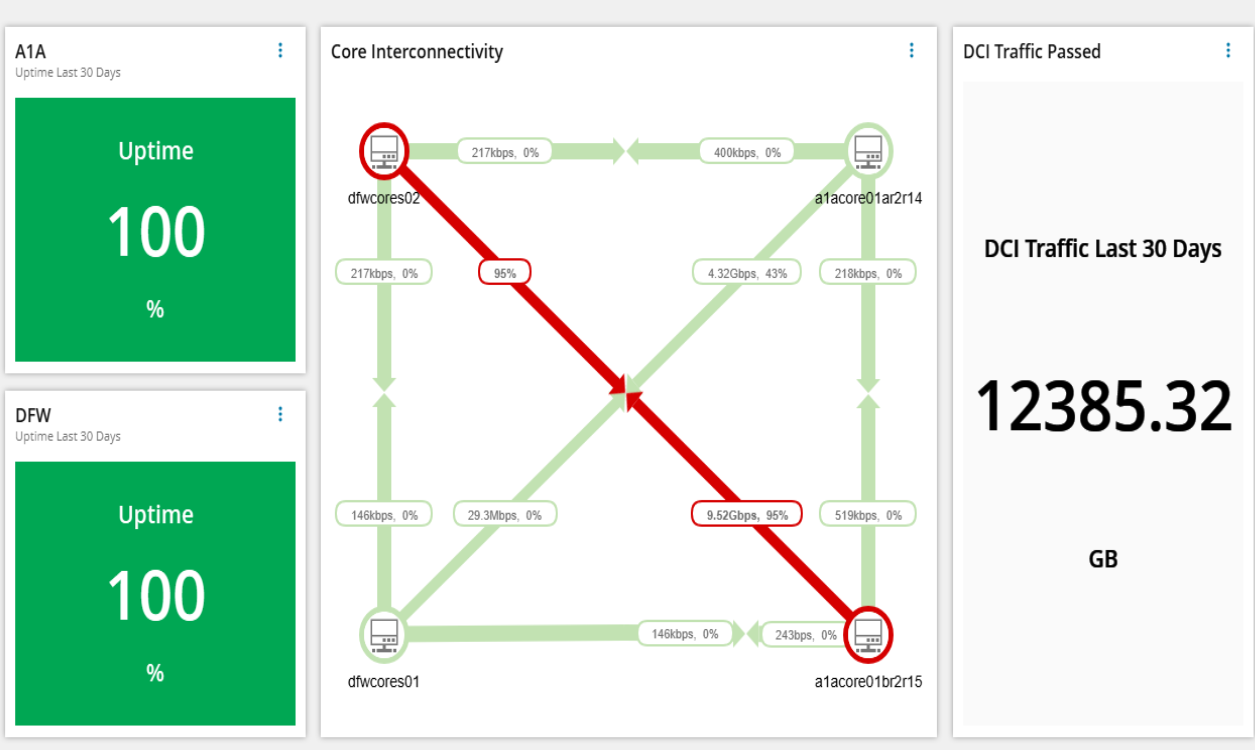 A1A
Uptime Last 30 Days
Uptime
100
%
DFW
Uptime Last 30 Days
Uptime
100
%
Core Interconnectivity
217kbps, 0%
400kbps, 0%
dfwcores02
a1acore01ar2r14
217kbps, 0%
95%
4.32Gbps, 43%
218kbps, 0%
146kbps, 0%
29.3Mbps, 0%
9.52Gbps, 95%
519kbps, 0%
146kbps, 0%
243bps, 0%
dfwcores01
a1acore01br2r15
DCI Traffic Passed
DCI Traffic Last 30 Days
12385.32
GB